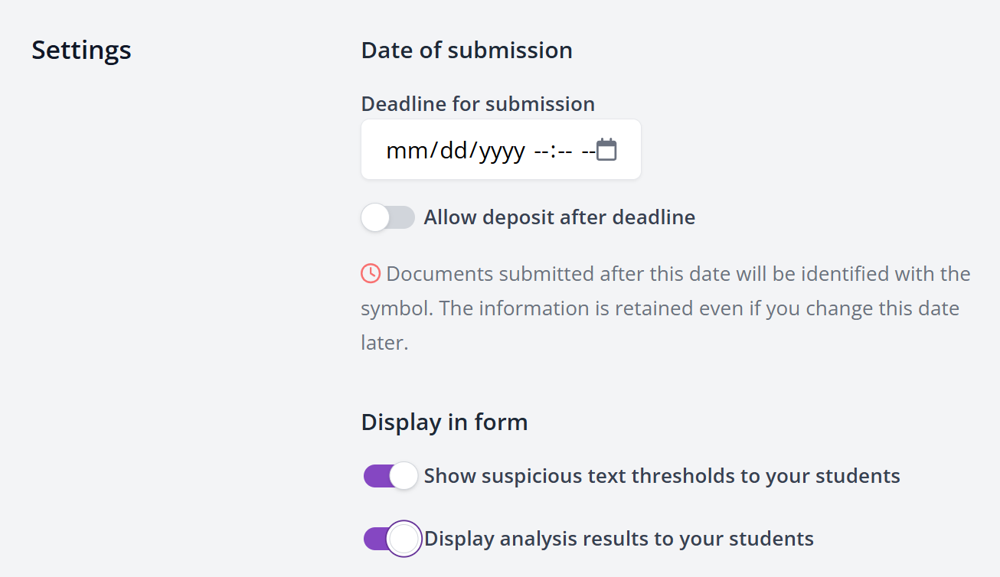 Settings
Date of submission
Deadline for submission
mm/dd/yyyy --:-- --
Allow deposit after deadline
Documents submitted after this date will be identified with the
symbol. The information is retained even if you change this date
later.
Display in form
Show suspicious text thresholds to your students
Display analysis results to your students